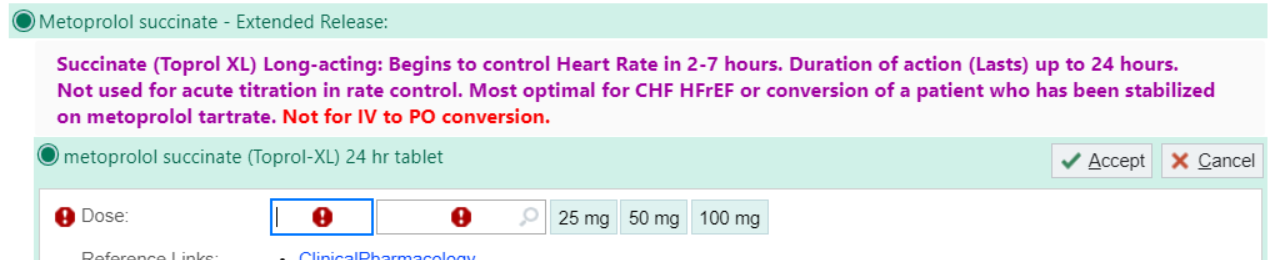 Metoprolol succinate - Extended Release:
Succinate (Toprol XL) Long-acting: Begins to control Heart Rate in 2-7 hours. Duration of action (Lasts) up to 24 hours.
Not used for acute titration in rate control. Most optimal for CHF HFrEF or conversion of a patient who has been stabilized
on metoprolol tartrate. Not for IV to PO conversion.
metoprolol succinate (Toprol-XL) 24 hr tablet Accept Cancel
Dose: 25 mg 50 mg 100 mg
Reference Links: • ClinicalPharmacology